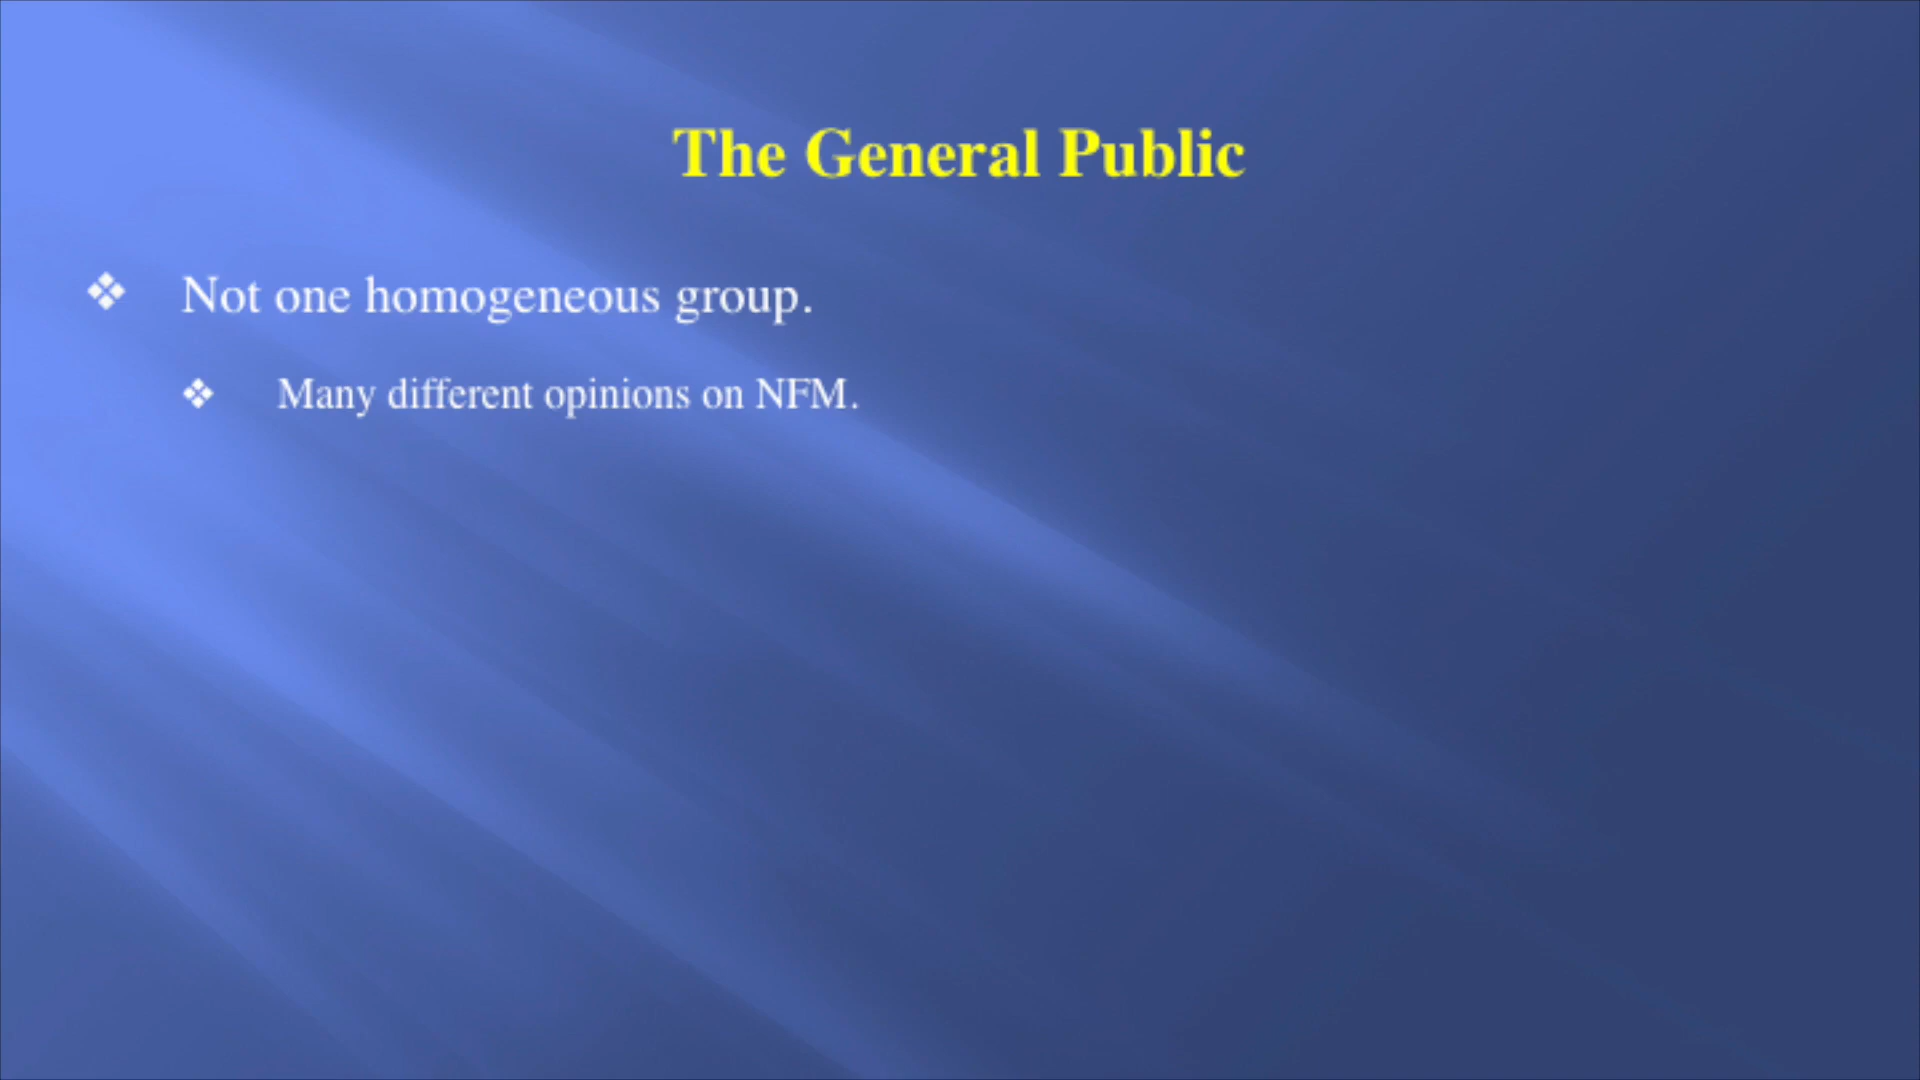 The General Public
❖ Not one homogeneous group.
❖ Many different opinions on NFM.